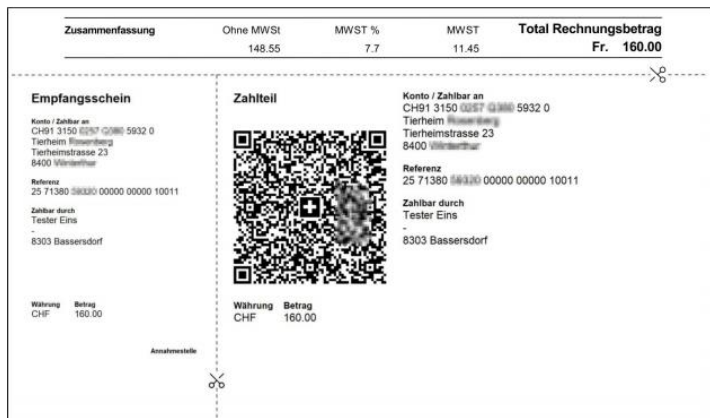 Zusammenfassung Ohne MWSt MWST % MWST Total Rechnungsbetrag
148.55 7.7 11.45 Fr. 160.00
Empfangsschein
Konto / Zahlbar an
CH91 3150 5932 0
Tierheim
Tierheimstrasse 23
8400
Referenz
25 71380 00000 00000 10011
Zahlbar durch
Tester Eins
-
8303 Bassersdorf
Währung Betrag
CHF 160.00
Annahmestelle
Zahlteil
Währung Betrag
CHF 160.00
Konto / Zahlbar an
CH91 3150 5932 0
Tierheim
Tierheimstrasse 23
8400
Referenz
25 71380 00000 00000 10011
Zahlbar durch
Tester Eins
-
8303 Bassersdorf